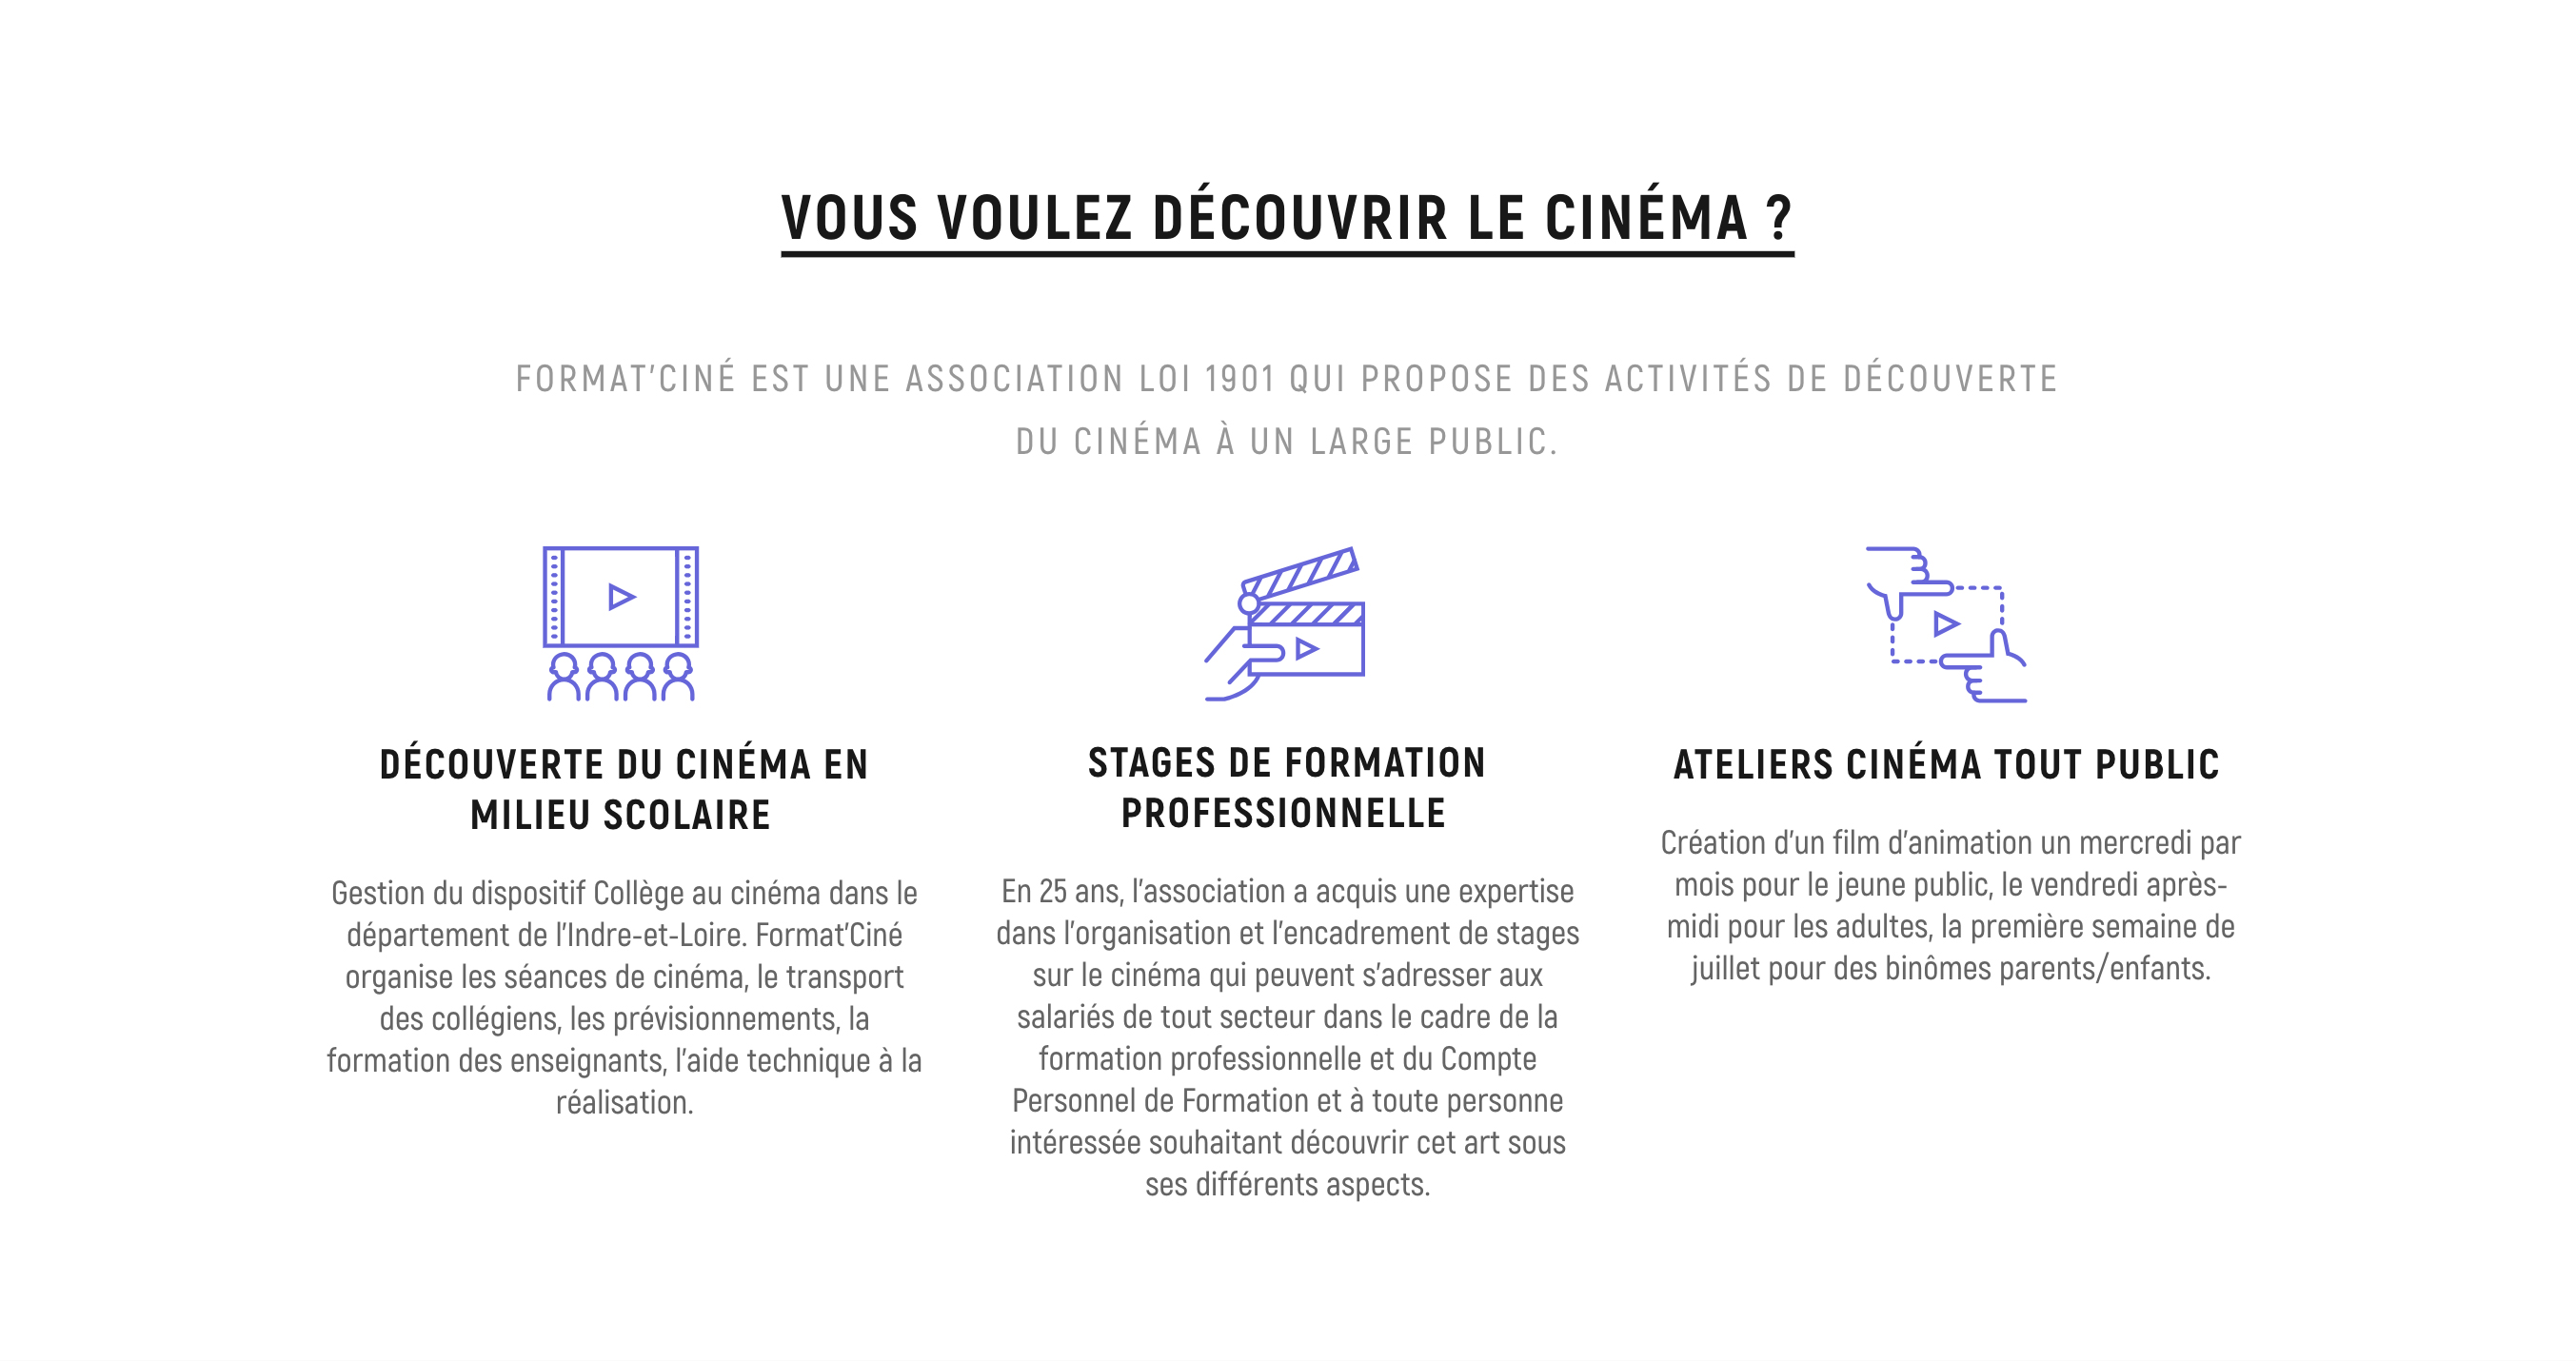 VOUS VOULEZ DÉCOUVRIR LE CINÉMA ?
FORMAT'CINÉ EST UNE ASSOCIATION LOI 1901 QUI PROPOSE DES ACTIVITÉS DE DÉCOUVERTE
DU CINÉMA À UN LARGE PUBLIC.
DÉCOUVERTE DU CINÉMA EN
MILIEU SCOLAIRE
Gestion du dispositif Collège au cinéma dans le
département de l'Indre-et-Loire. Format'Ciné
organise les séances de cinéma, le transport
des collégiens, les prévisionnements, la
formation des enseignants, l'aide technique à la
réalisation.
STAGES DE FORMATION
PROFESSIONNELLE
En 25 ans, l'association a acquis une expertise
dans l'organisation et l'encadrement de stages
sur le cinéma qui peuvent s'adresser aux
salariés de tout secteur dans le cadre de la
formation professionnelle et du Compte
Personnel de Formation et à toute personne
intéressée souhaitant découvrir cet art sous
ses différents aspects.
ATELIERS CINÉMA TOUT PUBLIC
Création d'un film d'animation un mercredi par
mois pour le jeune public, le vendredi après-
midi pour les adultes, la première semaine de
juillet pour des binômes parents/enfants.